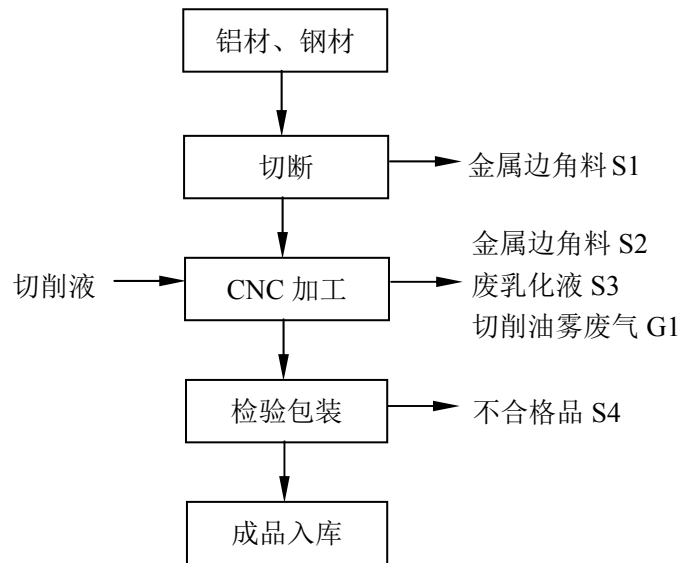 铝材、钢材
切断
金属边角料 S1
切削液
CNC 加工
金属边角料 S2
废乳化液 S3
切削油雾废气 G1
检验包装
不合格品 S4
成品入库